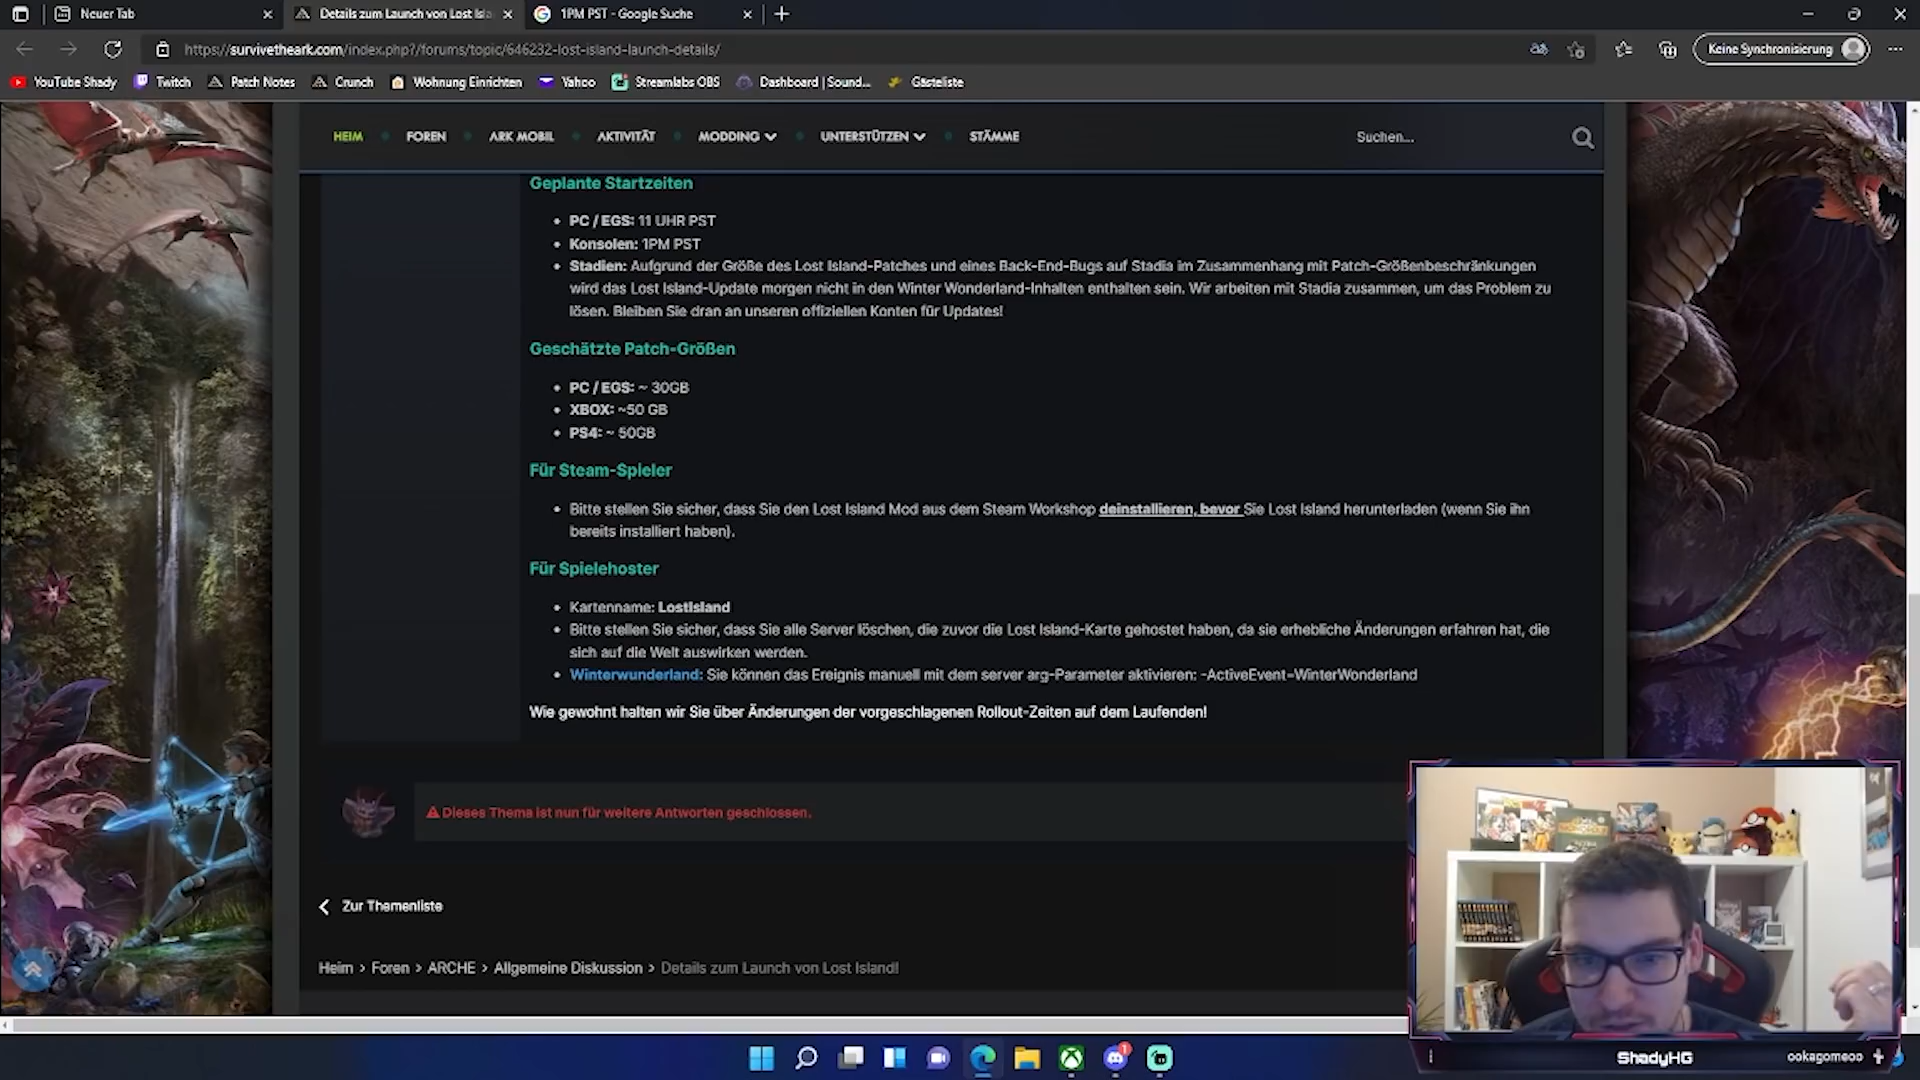 Neuer Tab
Details zum Launch von Lost Isla
1PM PST - Google Suche
https://survivetheark.com/index.php?/forums/topic/646232-lost-island-launch-details/
Keine Synchronisierung
YouTube Shady
Twitch
Patch Notes
Crunch
Wohnung Einrichten
Yahoo
Streamlabs OBS
Dashboard | Sound...
Gästeliste
HEIM
FOREN
ARK MOBIL
AKTIVITÄT
MODDING
UNTERSTÜTZEN
STÄMME
Suchen...
Geplante Startzeiten
PC / EGS: 11 UHR PST
Konsolen: 1PM PST
Stadien: Aufgrund der Größe des Lost Island-Patches und eines Back-End-Bugs auf Stadia im Zusammenhang mit Patch-Größenbeschränkungen
wird das Lost Island-Update morgen nicht in den Winter Wonderland-Inhalten enthalten sein. Wir arbeiten mit Stadia zusammen, um das Problem zu
lösen. Bleiben Sie dran an unseren offiziellen Konten für Updates!
Geschätzte Patch-Größen
PC / EGS: ~ 30GB
XBOX: ~50 GB
PS4: ~ 50GB
Für Steam-Spieler
Bitte stellen Sie sicher, dass Sie den Lost Island Mod aus dem Steam Workshop deinstallieren, bevor Sie Lost Island herunterladen (wenn Sie ihn
bereits installiert haben).
Für Spielehoster
Kartenname: LostIsland
Bitte stellen Sie sicher, dass Sie alle Server löschen, die zuvor die Lost Island-Karte gehostet haben, da sie erhebliche Änderungen erfahren hat, die
sich auf die Welt auswirken werden.
Winterwunderland: Sie können das Ereignis manuell mit dem server arg-Parameter aktivieren: -ActiveEvent=WinterWonderland
Wie gewohnt halten wir Sie über Änderungen der vorgeschlagenen Rollout-Zeiten auf dem Laufenden!
Dieses Thema ist nun für weitere Antworten geschlossen.
Zur Themenliste
Heim > Foren > ARCHE > Allgemeine Diskussion > Details zum Launch von Lost Island!
1
ShadyHG
ookagomeoo